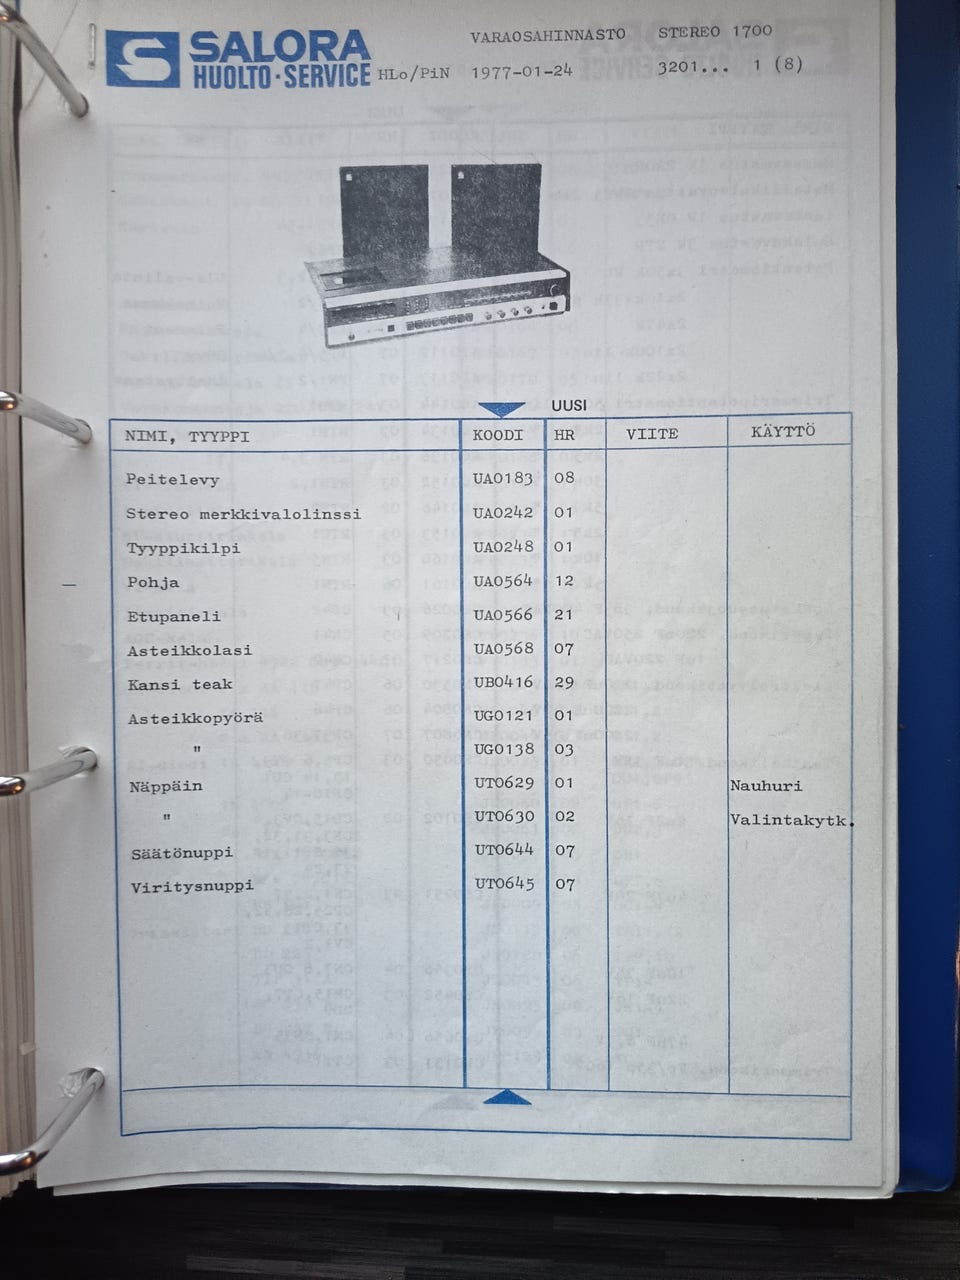 SALORA VARAOSAHINNASTO STEREO 1700
HUOLTO·SERVICE HLo/PiN 1977-01-24 3201... 1 (8)
UUSI
NIMI, TYYPPI KOODI HR VIITE KÄYTTÖ
Peitelevy UA0183 08
Stereo merkkivalolinssi UA0242 01
Tyyppikilpi UA0248 01
Pohja UA0564 12
Etupaneli UA0566 21
Asteikkolasi UA0568 07
Kansi teak UB0416 29
Asteikkopyörä UG0121 01
" UG0138 03
Näppäin UT0629 01 Nauhuri
" UT0630 02 Valintakytk.
Säätönuppi UT0644 07
Viritysnuppi UT0645 07